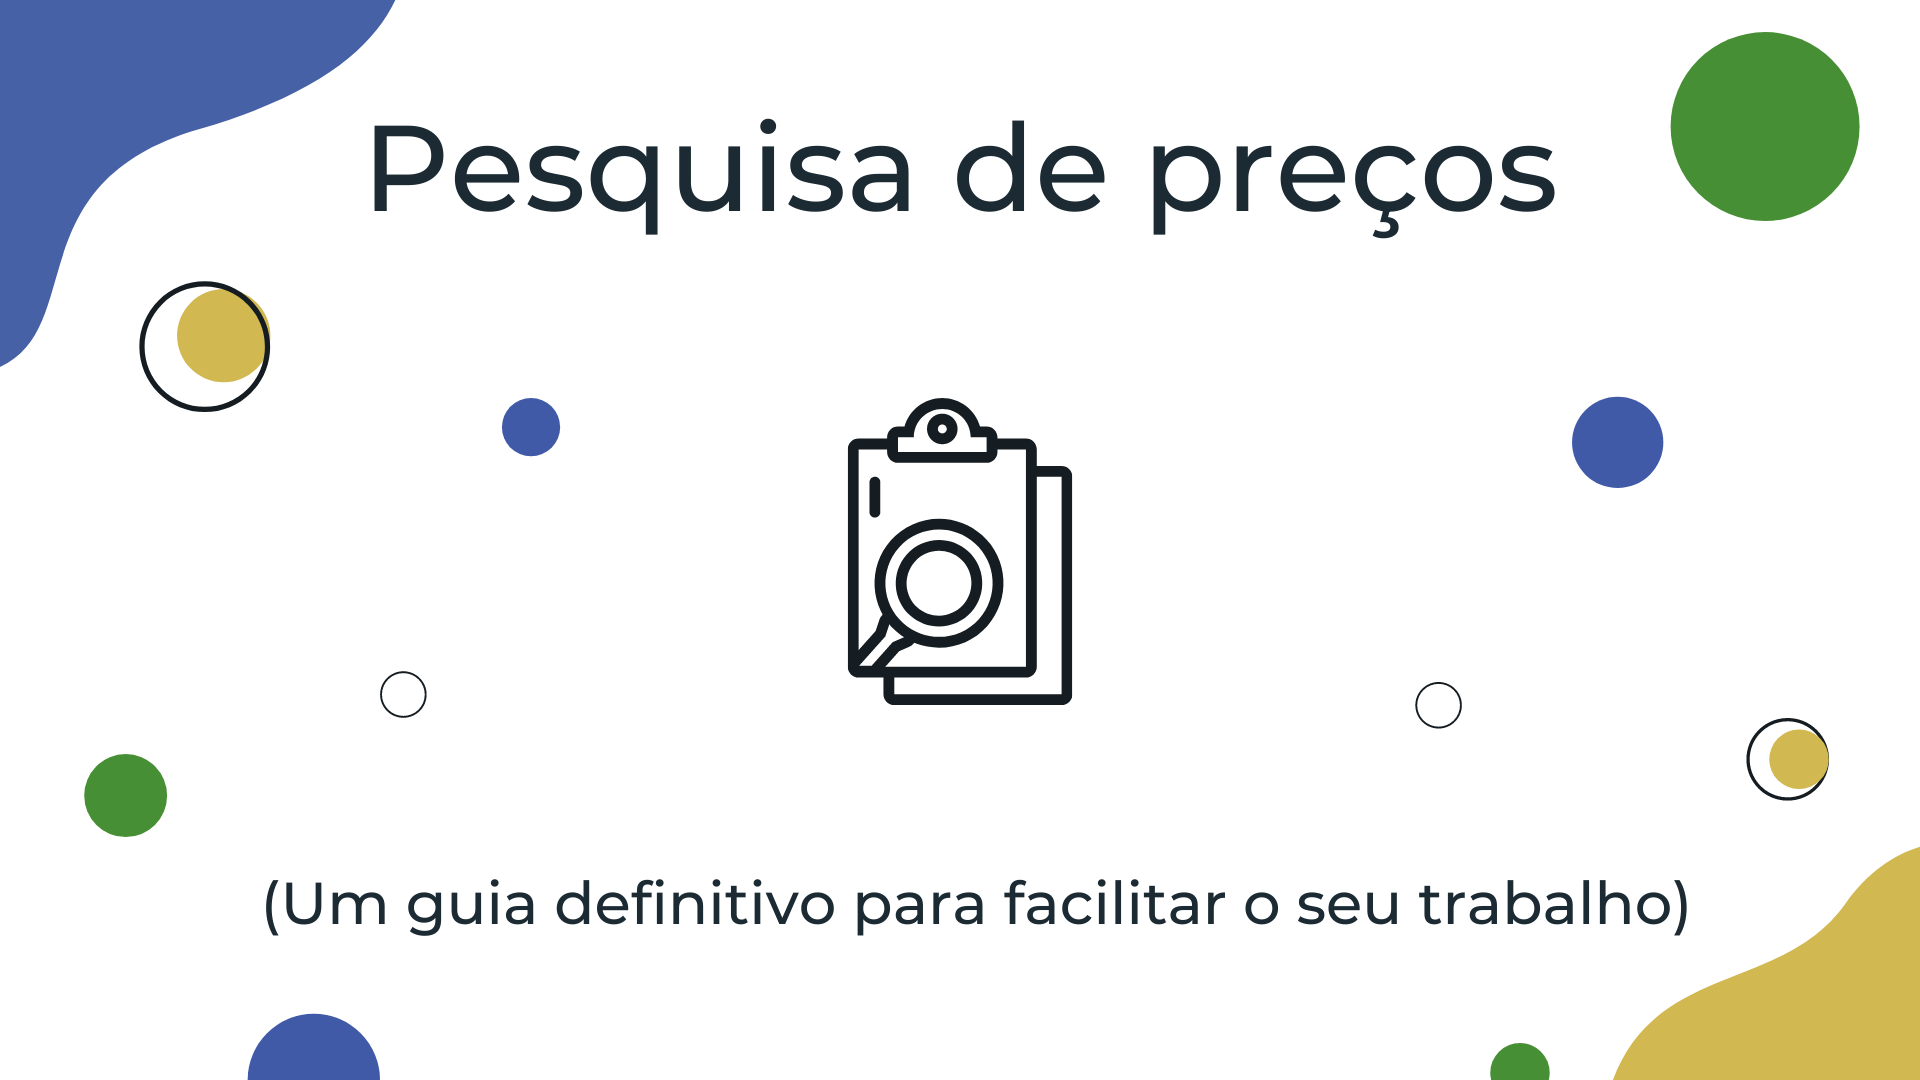 Pesquisa de preços
(Um guia definitivo para facilitar o seu trabalho)